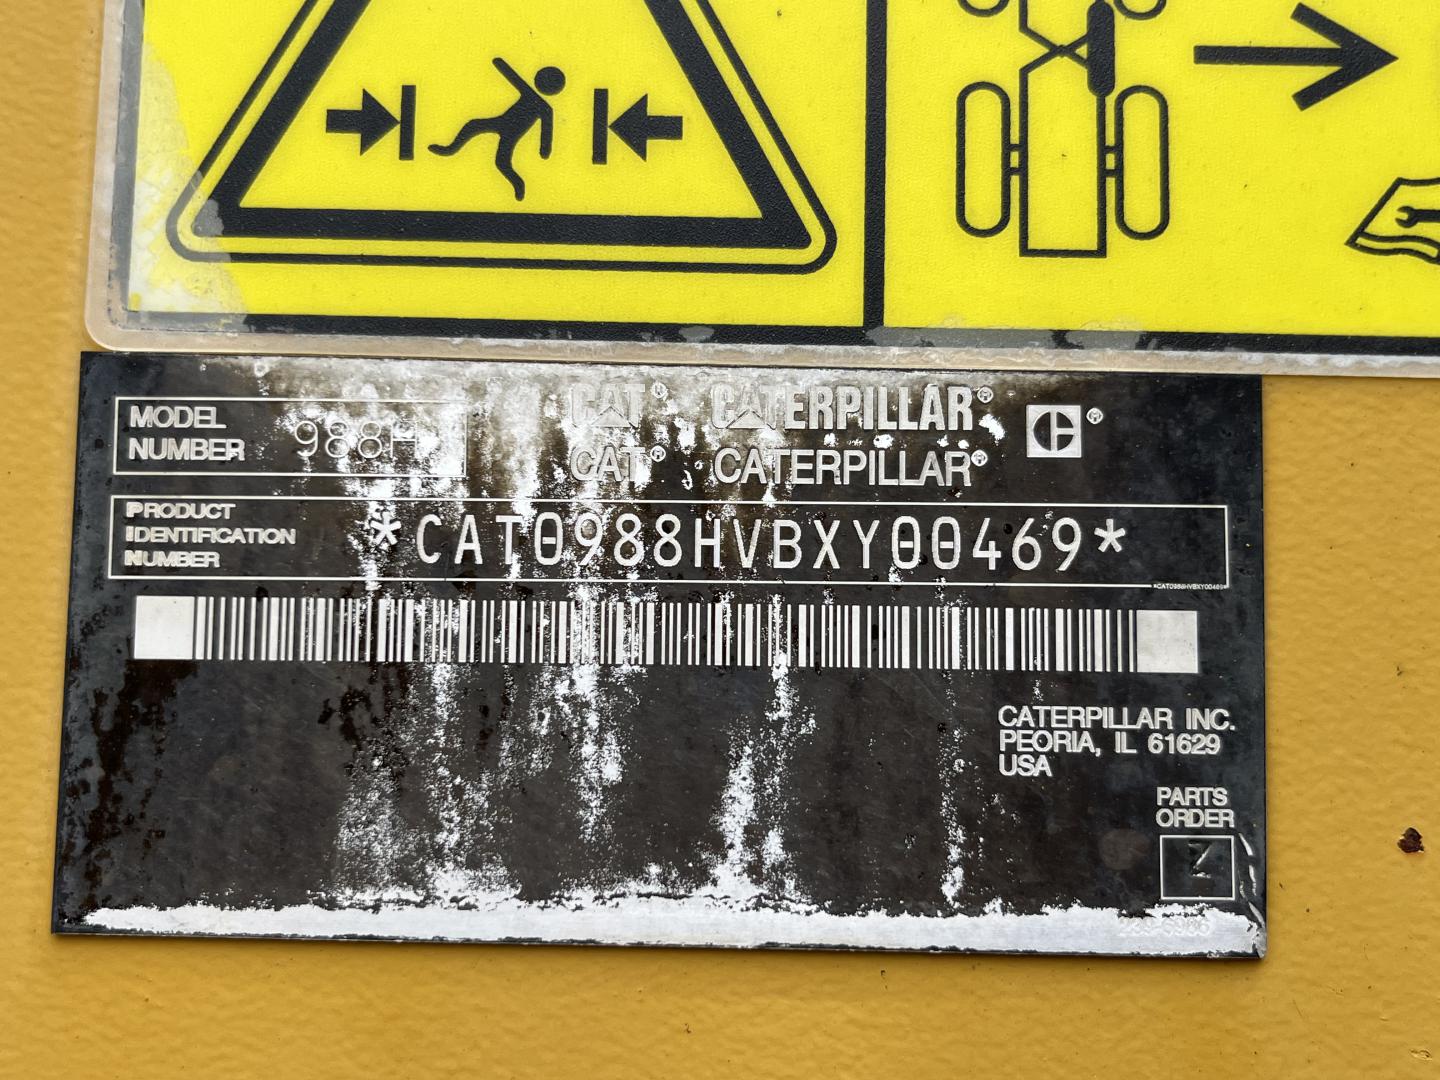 MODEL
NUMBER
988H
CAT® CATERPILLAR®
CAT® CATERPILLAR®
PRODUCT
IDENTIFICATION
NUMBER
*CAT0988HVBXY00469*
*CAT0988HVBXY00469*
CATERPILLAR INC.
PEORIA, IL 61629
USA
PARTS
ORDER
Z